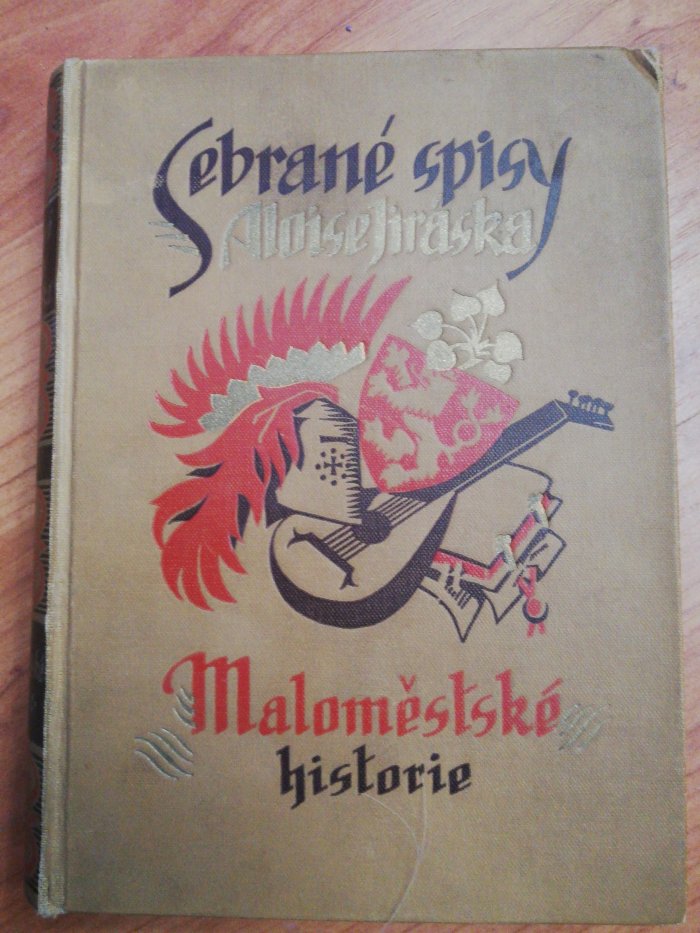 Sebrané spisy
Aloise Jiráska
Maloměstské
historie